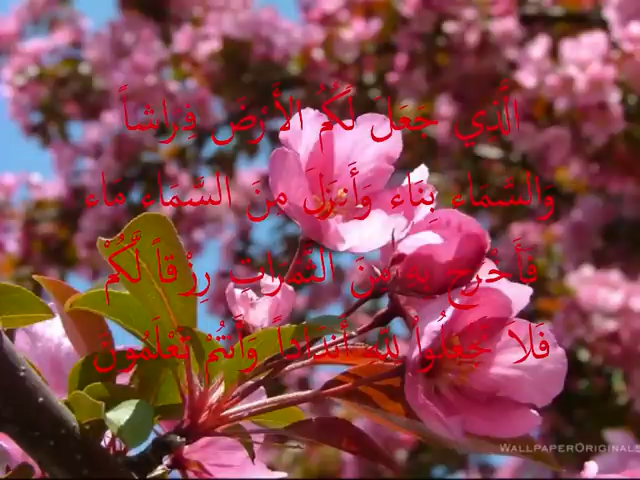 الَّذِي جَعَلَ لَكُمُ الأَرْضَ فِرَاشاً
وَالسَّمَاء بِنَاء وَأَنزَلَ مِنَ السَّمَاء مَاء
فَأَخْرَجَ بِهِ مِنَ الثَّمَرَاتِ رِزْقاً لَّكُمْ
فَلاَ تَجْعَلُواْ لِلّهِ أَندَاداً وَأَنتُمْ تَعْلَمُونَ
WALLPAPERORIGINALS